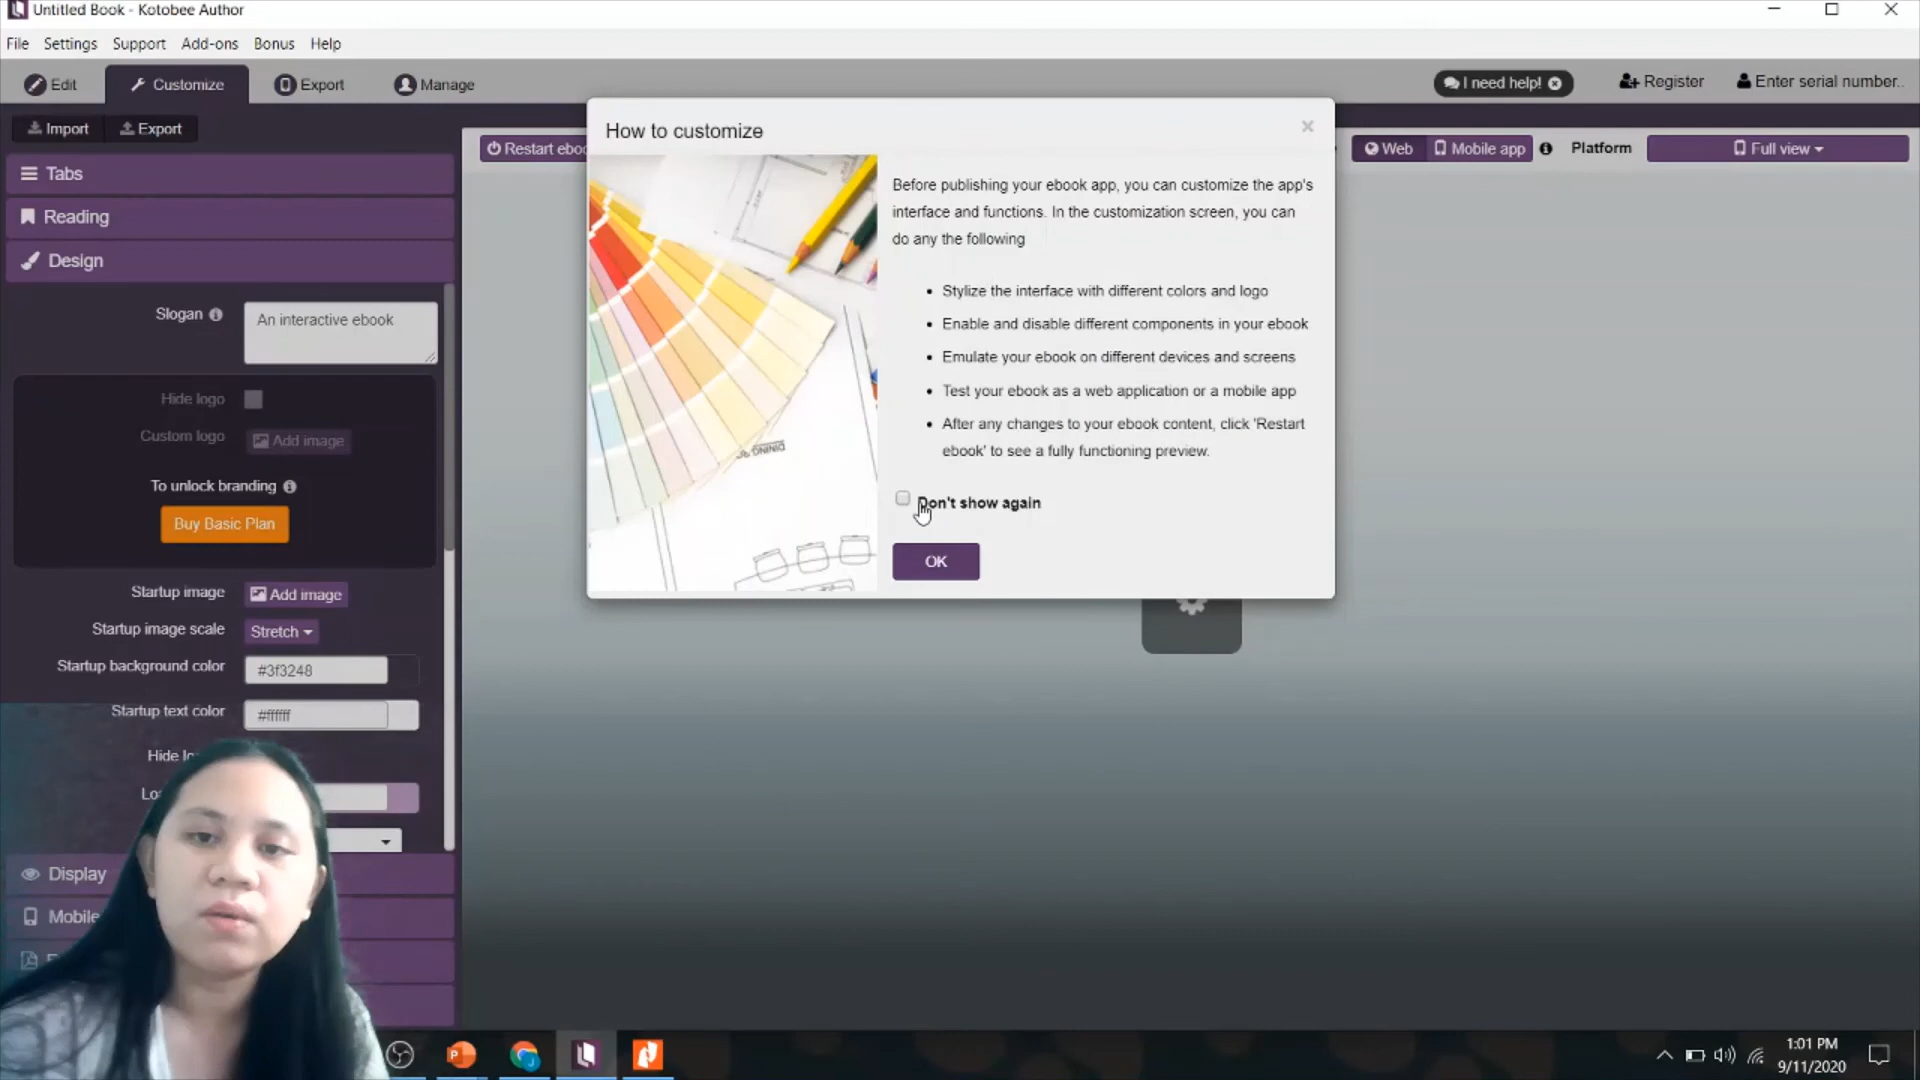 Untitled Book - Kotobee Author
File Settings Support Add-ons Bonus Help
Edit Customize Export Manage I need help! Register Enter serial number..
Import Export
Restart eboo Web Mobile app Platform Full view
Tabs
Reading
Design
Slogan An interactive ebook
Hide logo
Custom logo Add image
To unlock branding
Buy Basic Plan
Startup image Add image
Startup image scale Stretch
Startup background color #3f3248
Startup text color #ffffff
Hide lo
Loa
Display
Mobile
How to customize
Before publishing your ebook app, you can customize the app's
interface and functions. In the customization screen, you can
do any the following
• Stylize the interface with different colors and logo
• Enable and disable different components in your ebook
• Emulate your ebook on different devices and screens
• Test your ebook as a web application or a mobile app
• After any changes to your ebook content, click 'Restart
ebook' to see a fully functioning preview.
Don't show again
OK
1:01 PM
9/11/2020